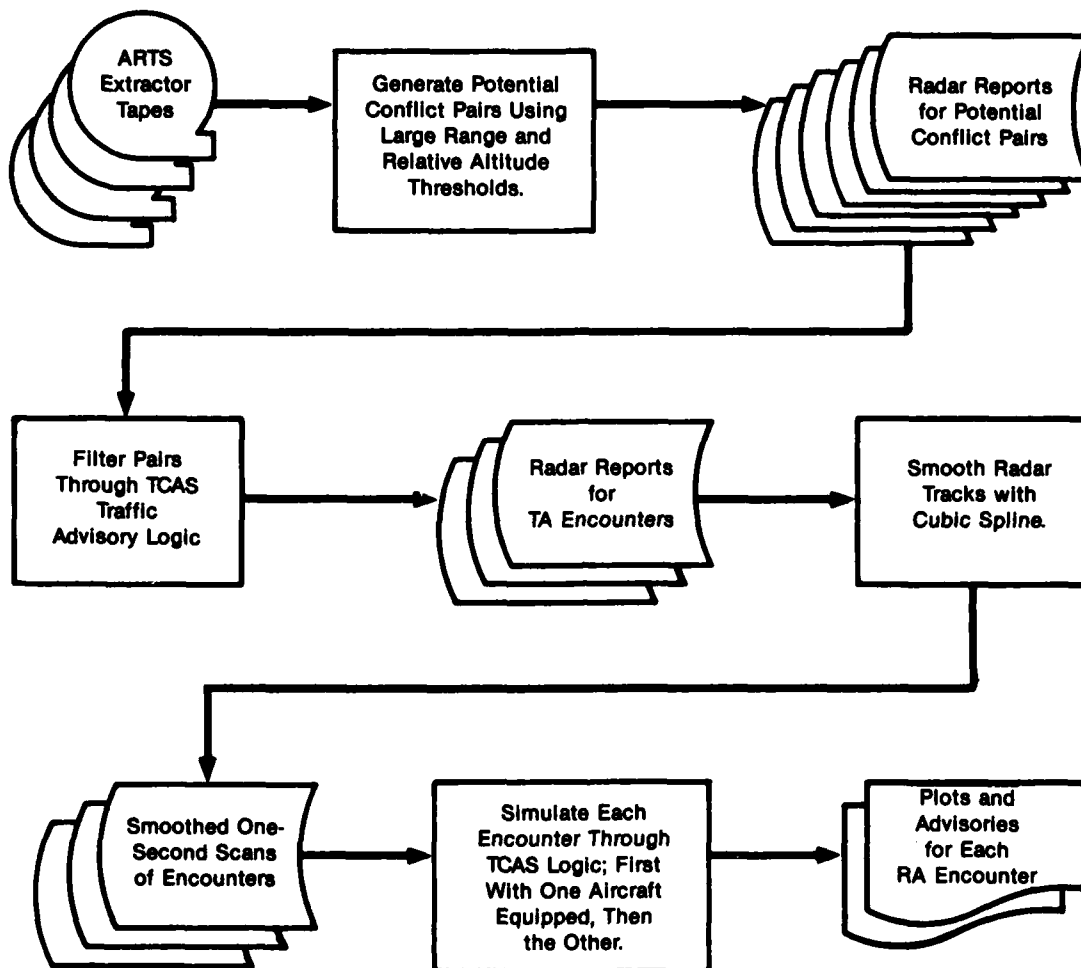 ARTS
Extractor
Tapes
Generate Potential
Conflict Pairs Using
Large Range and
Relative Altitude
Thresholds.
Radar Reports
for Potential
Conflict Pairs
Filter Pairs
Through TCAS
Traffic
Advisory Logic
Radar Reports
for
TA Encounters
Smooth Radar
Tracks with
Cubic Spline.
Smoothed One-
Second Scans
of Encounters
Simulate Each
Encounter Through
TCAS Logic; First
With One Aircraft
Equipped, Then
the Other.
Plots and
Advisories
for Each
RA Encounter